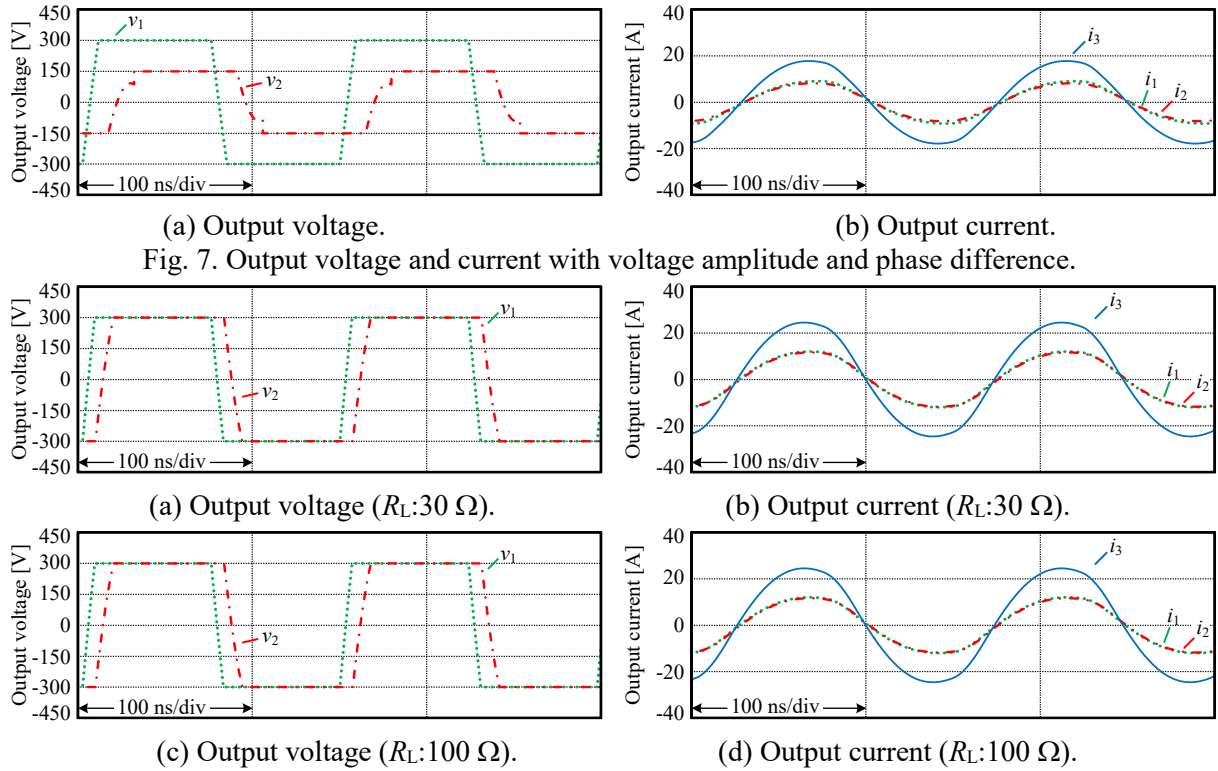 Output voltage [V]
450
300
150
0
-150
-300
-450
v1
v2
100 ns/div
(a) Output voltage.
Output current [A]
40
20
0
-20
-40
i3
i1
i2
100 ns/div
(b) Output current.
Fig. 7. Output voltage and current with voltage amplitude and phase difference.
Output voltage [V]
450
300
150
0
-150
-300
-450
v1
v2
100 ns/div
(a) Output voltage (RL:30 Ω).
Output current [A]
40
20
0
-20
-40
i3
i1
i2
100 ns/div
(b) Output current (RL:30 Ω).
Output voltage [V]
450
300
150
0
-150
-300
-450
v1
v2
100 ns/div
(c) Output voltage (RL:100 Ω).
Output current [A]
40
20
0
-20
-40
i3
i1
i2
100 ns/div
(d) Output current (RL:100 Ω).